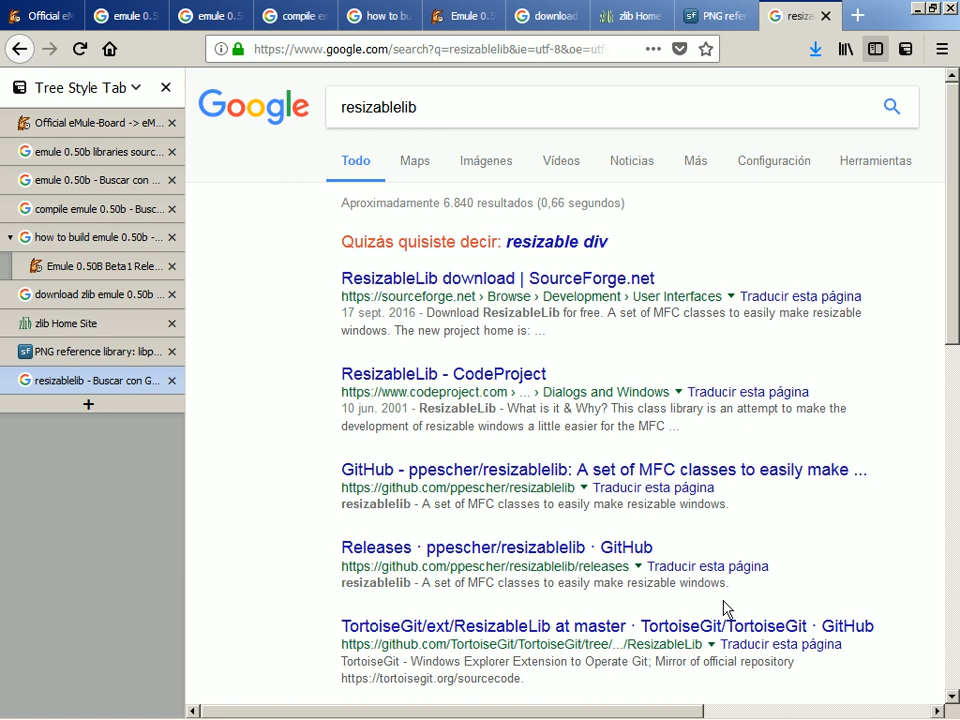 Official eM
emule 0.5
emule 0.5
compile e
how to bu
Emule 0.5
download
zlib Home
PNG refer
resiza
https://www.google.com/search?q=resizablelib&ie=utf-8&oe=utf-
Tree Style Tab
Official eMule-Board -> eM...
emule 0.50b libraries sourc...
emule 0.50b - Buscar con ...
compile emule 0.50b - Busc...
how to build emule 0.50b -...
Emule 0.50B Beta1 Rele...
download zlib emule 0.50b ...
zlib Home Site
PNG reference library: libp...
resizablelib - Buscar con G...
+
Google
resizablelib
Todo Maps Imágenes Vídeos Noticias Más Configuración Herramientas
Aproximadamente 6.840 resultados (0,66 segundos)
Quizás quisiste decir: resizable div
ResizableLib download | SourceForge.net
https://sourceforge.net › Browse › Development › User Interfaces ▼ Traducir esta página
17 sept. 2016 - Download ResizableLib for free. A set of MFC classes to easily make resizable
windows. The new project home is: ...
ResizableLib - CodeProject
https://www.codeproject.com › ... › Dialogs and Windows ▼ Traducir esta página
10 jun. 2001 - ResizableLib - What is it & Why? This class library is an attempt to make the
development of resizable windows a little easier for the MFC ...
GitHub - ppescher/resizablelib: A set of MFC classes to easily make ...
https://github.com/ppescher/resizablelib ▼ Traducir esta página
resizablelib - A set of MFC classes to easily make resizable windows.
Releases · ppescher/resizablelib · GitHub
https://github.com/ppescher/resizablelib/releases ▼ Traducir esta página
resizablelib - A set of MFC classes to easily make resizable windows.
TortoiseGit/ext/ResizableLib at master · TortoiseGit/TortoiseGit · GitHub
https://github.com/TortoiseGit/TortoiseGit/tree/.../ResizableLib ▼ Traducir esta página
TortoiseGit - Windows Explorer Extension to Operate Git; Mirror of official repository
https://tortoisegit.org/sourcecode.